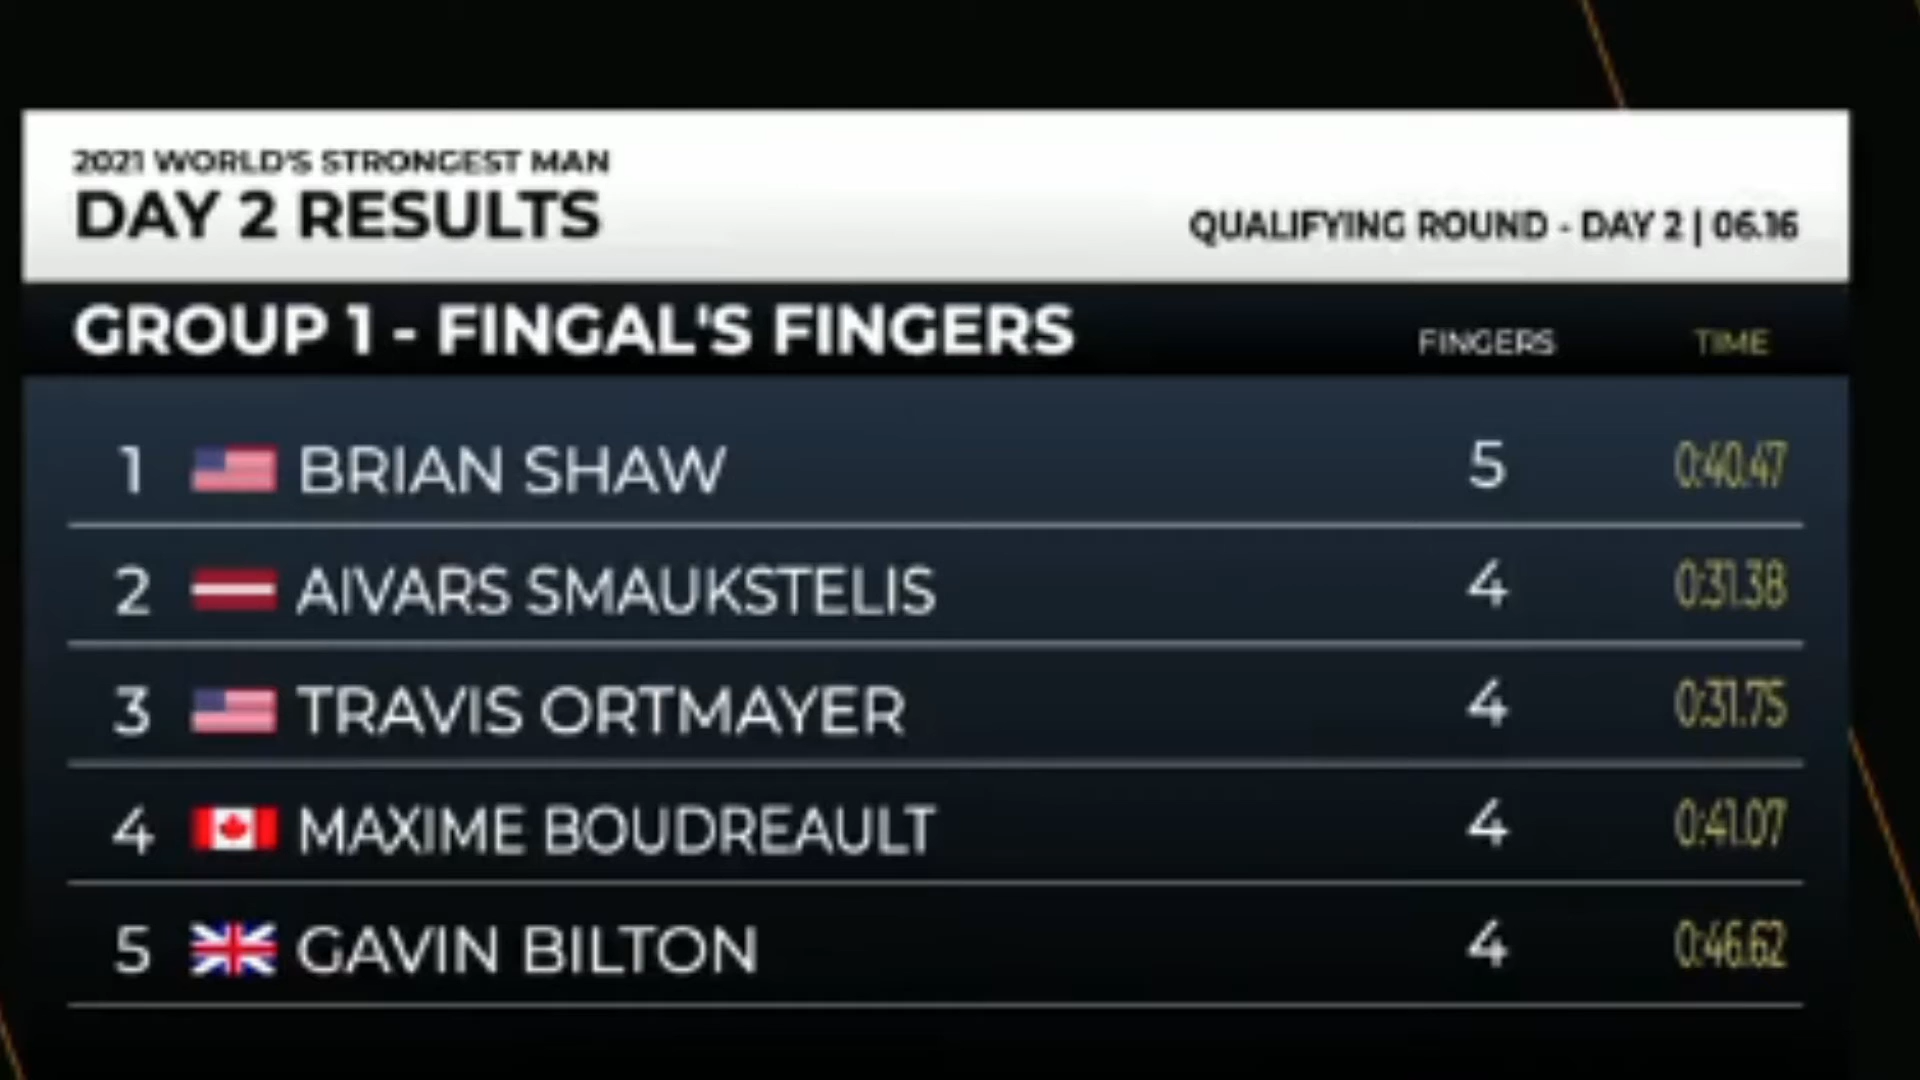 2021 WORLD'S STRONGEST MAN
DAY 2 RESULTS
QUALIFYING ROUND - DAY 2 | 06.16
GROUP 1 - FINGAL'S FINGERS FINGERS TIME
1 BRIAN SHAW 5 0:40.47
2 AIVARS SMAUKSTELIS 4 0:31.38
3 TRAVIS ORTMAYER 4 0:31.75
4 MAXIME BOUDREAULT 4 0:41.07
5 GAVIN BILTON 4 0:46.62